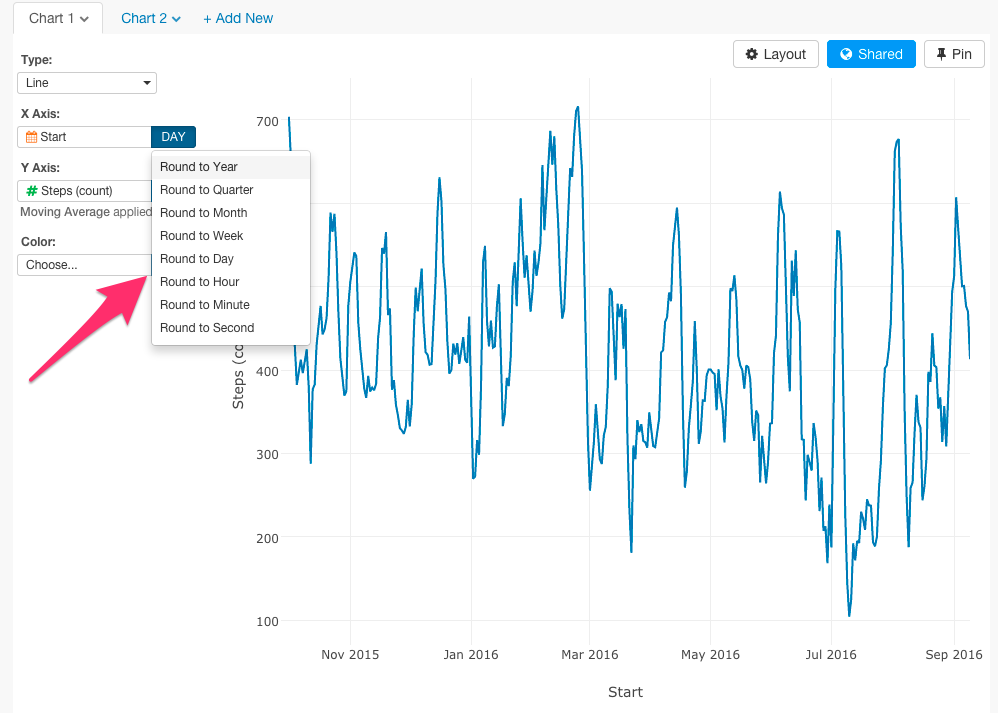 Chart 1
Chart 2
+ Add New
Layout
Shared
Pin
Type:
Line
X Axis:
Start
DAY
Round to Year
Round to Quarter
Round to Month
Round to Week
Round to Day
Round to Hour
Round to Minute
Round to Second
Y Axis:
# Steps (count)
Moving Average applied
Color:
Choose...
700
400
300
200
100
Steps (co
Nov 2015
Jan 2016
Mar 2016
May 2016
Jul 2016
Sep 2016
Start